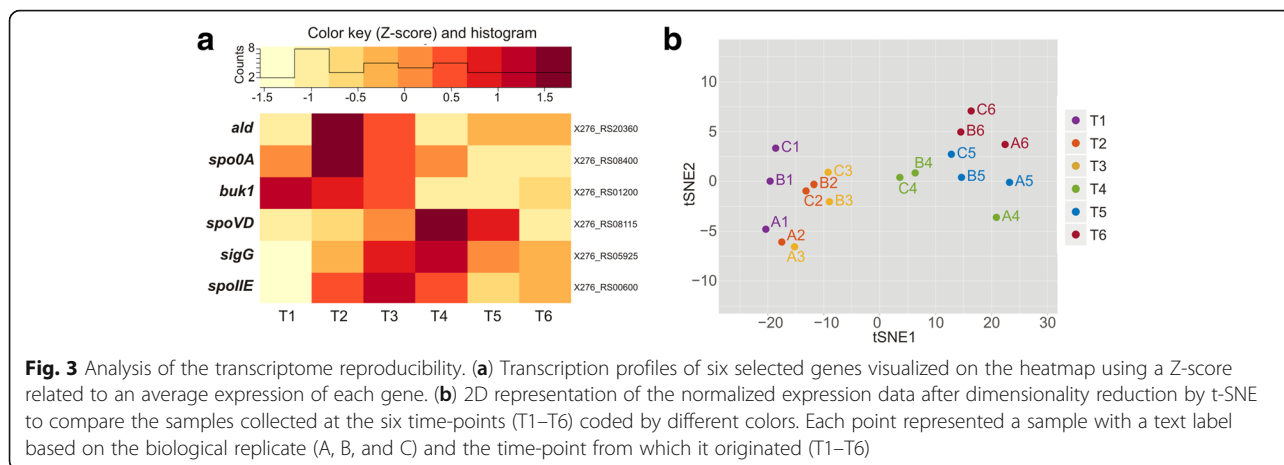 a
Color key (Z-score) and histogram
Counts
8
2
-1.5 -1 -0.5 0 0.5 1 1.5
ald X276_RS20360
spo0A X276_RS08400
buk1 X276_RS01200
spoVD X276_RS08115
sigG X276_RS05925
spoIIE X276_RS00600
T1 T2 T3 T4 T5 T6
b
tSNE2
10
5
0
−5
−10
−20 −10 0 10 20 30
tSNE1
C1
B1
A1
A2
A3
B2
C2
C3
B3
B4
C4
A4
C5
B5
A5
C6
B6
A6
T1
T2
T3
T4
T5
T6
Fig. 3 Analysis of the transcriptome reproducibility. (a) Transcription profiles of six selected genes visualized on the heatmap using a Z-score
related to an average expression of each gene. (b) 2D representation of the normalized expression data after dimensionality reduction by t-SNE
to compare the samples collected at the six time-points (T1–T6) coded by different colors. Each point represented a sample with a text label
based on the biological replicate (A, B, and C) and the time-point from which it originated (T1–T6)